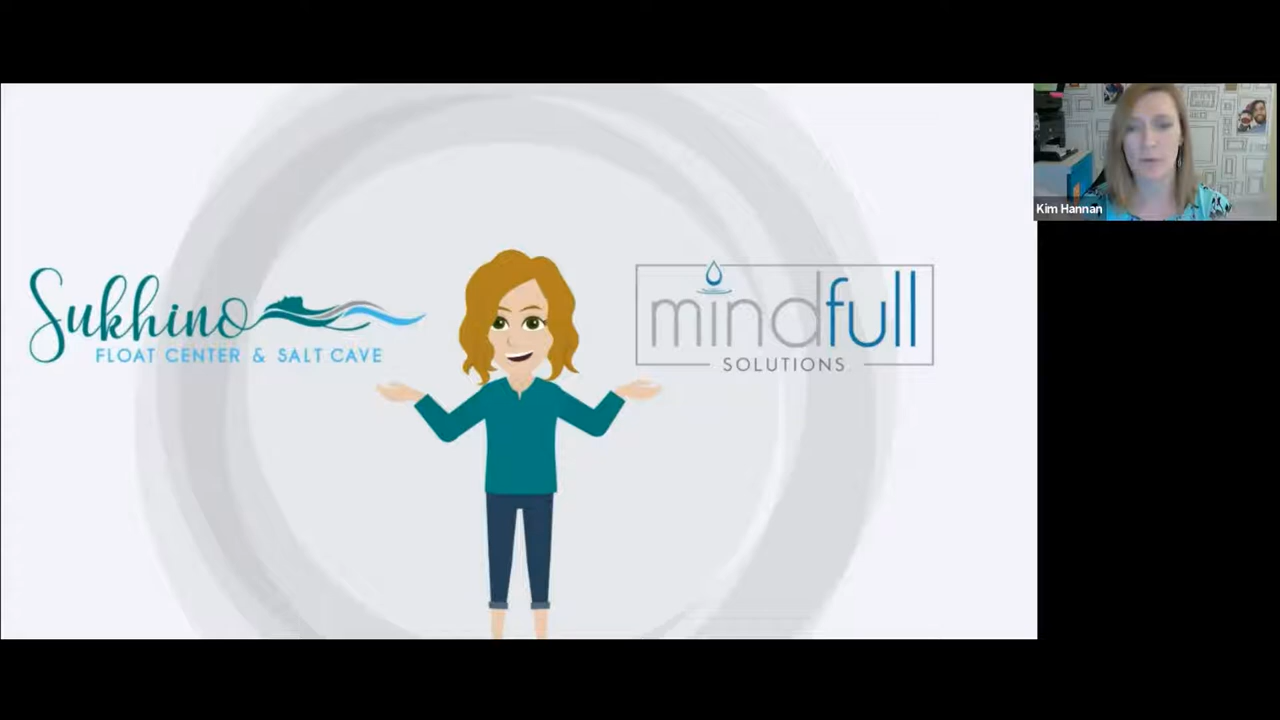 Sukhino
FLOAT CENTER & SALT CAVE
mindfull
SOLUTIONS
Kim Hannan